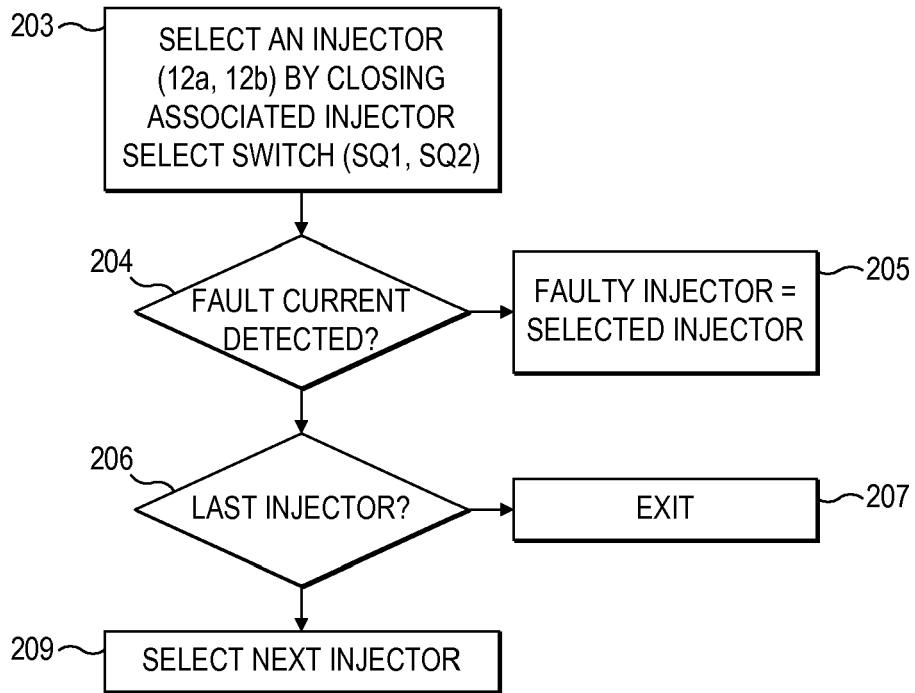 203
SELECT AN INJECTOR
(12a, 12b) BY CLOSING
ASSOCIATED INJECTOR
SELECT SWITCH (SQ1, SQ2)
204
FAULT CURRENT
DETECTED?
FAULTY INJECTOR =
SELECTED INJECTOR
205
206
LAST INJECTOR?
EXIT
207
209
SELECT NEXT INJECTOR